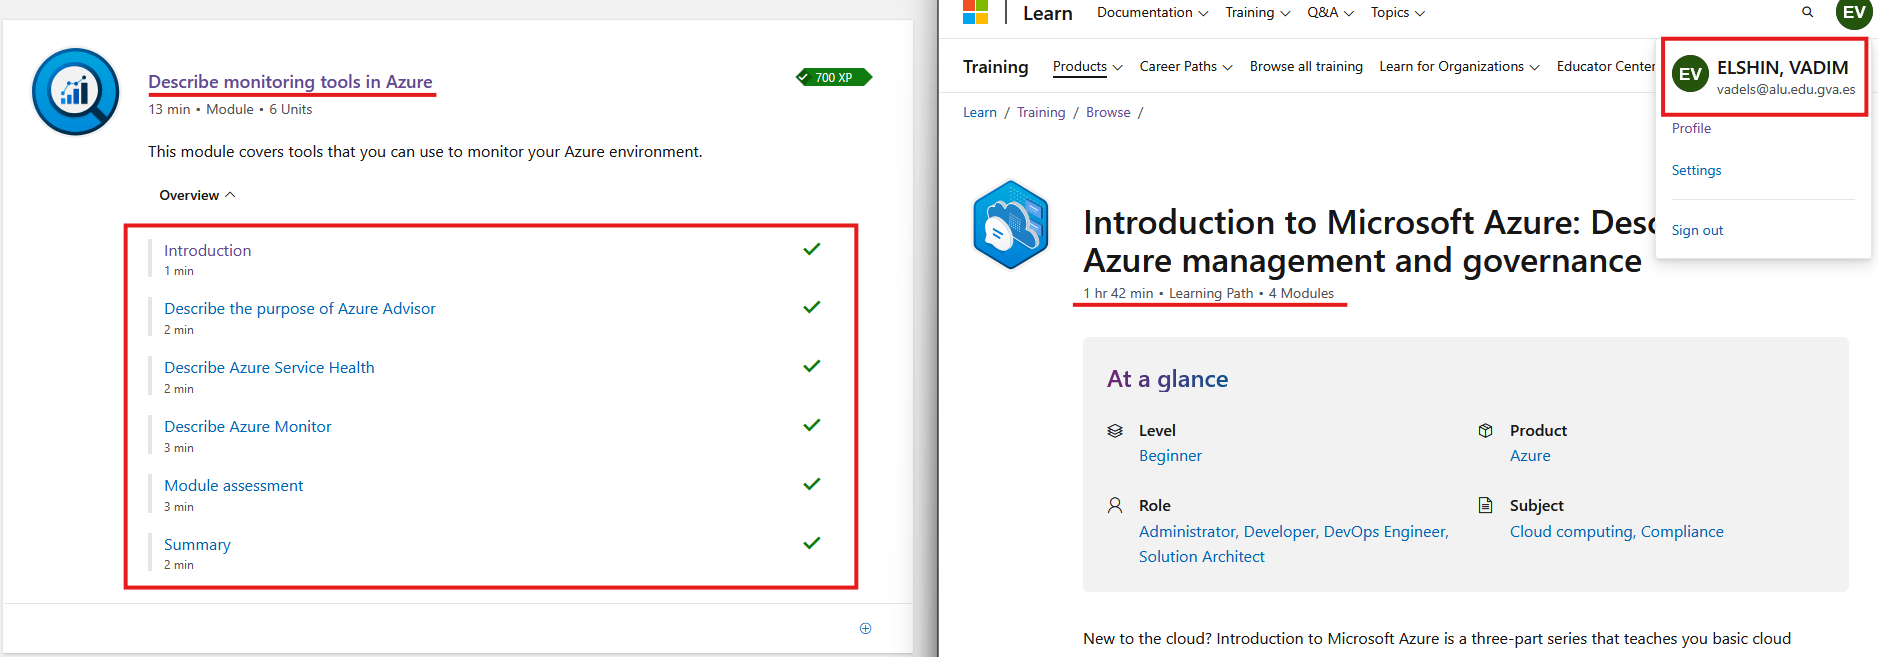 Describe monitoring tools in Azure
700 XP
13 min • Module • 6 Units
This module covers tools that you can use to monitor your Azure environment.
Overview
Introduction
1 min
Describe the purpose of Azure Advisor
2 min
Describe Azure Service Health
2 min
Describe Azure Monitor
3 min
Module assessment
3 min
Summary
2 min
Learn Documentation Training Q&A Topics EV
Training Products Career Paths Browse all training Learn for Organizations Educator Center
EV ELSHIN, VADIM
vadels@alu.edu.gva.es
Profile
Settings
Sign out
Learn / Training / Browse /
Introduction to Microsoft Azure: Desc
Azure management and governance
1 hr 42 min • Learning Path • 4 Modules
At a glance
Level
Beginner
Product
Azure
Role
Administrator, Developer, DevOps Engineer,
Solution Architect
Subject
Cloud computing, Compliance
New to the cloud? Introduction to Microsoft Azure is a three-part series that teaches you basic cloud